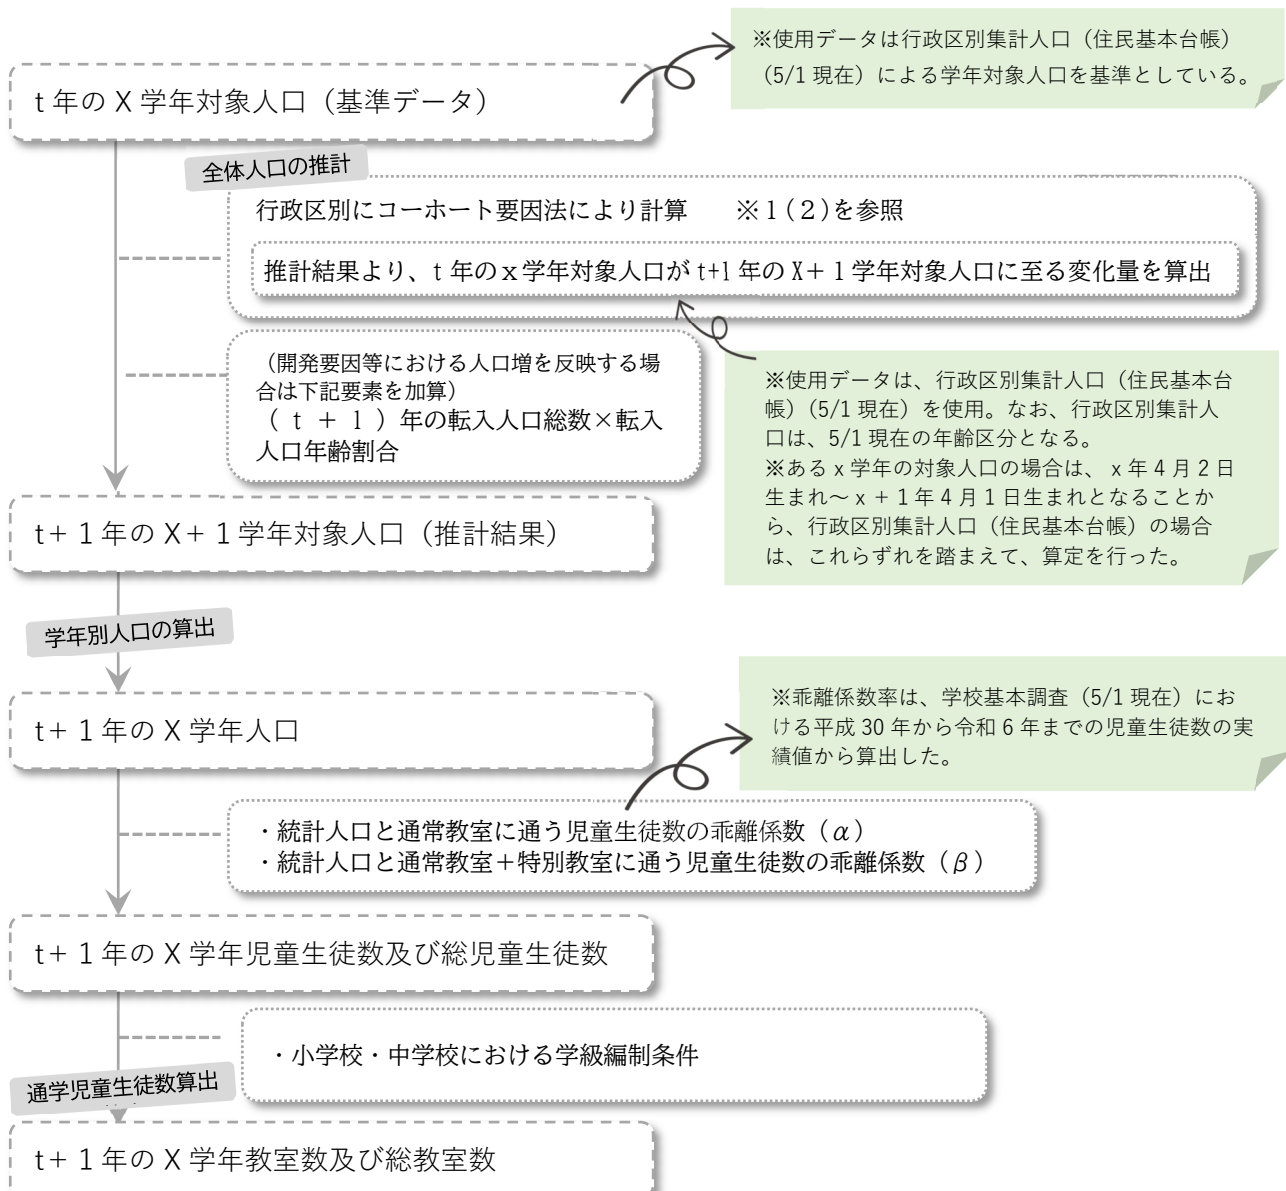 ※使用データは行政区別集計人口（住民基本台帳）
（5/1 現在）による学年対象人口を基準としている。
t 年の X 学年対象人口（基準データ）
全体人口の推計
行政区別にコーホート要因法により計算　※１(２)を参照
推計結果より、t 年のｘ学年対象人口が t+1 年の X＋１学年対象人口に至る変化量を算出
（開発要因等における人口増を反映する場
合は下記要素を加算）
（ｔ＋１）年の転入人口総数×転入
人口年齢割合
※使用データは、行政区別集計人口（住民基本台
帳）（5/1 現在）を使用。なお、行政区別集計人
口は、5/1 現在の年齢区分となる。
※ある x 学年の対象人口の場合は、x 年 4 月 2 日
生まれ～ x + 1 年 4 月 1 日生まれとなることか
ら、行政区別集計人口（住民基本台帳）の場合
は、これらずれを踏まえて、算定を行った。
t＋１年の X＋１学年対象人口（推計結果）
学年別人口の算出
t＋１年の X 学年人口
※乖離係数率は、学校基本調査（5/1 現在）にお
ける平成 30 年から令和 6 年までの児童生徒数の実
績値から算出した。
・統計人口と通常教室に通う児童生徒数の乖離係数（α）
・統計人口と通常教室＋特別教室に通う児童生徒数の乖離係数（β）
t＋１年の X 学年児童生徒数及び総児童生徒数
・小学校・中学校における学級編制条件
通学児童生徒数算出
t＋１年の X 学年教室数及び総教室数